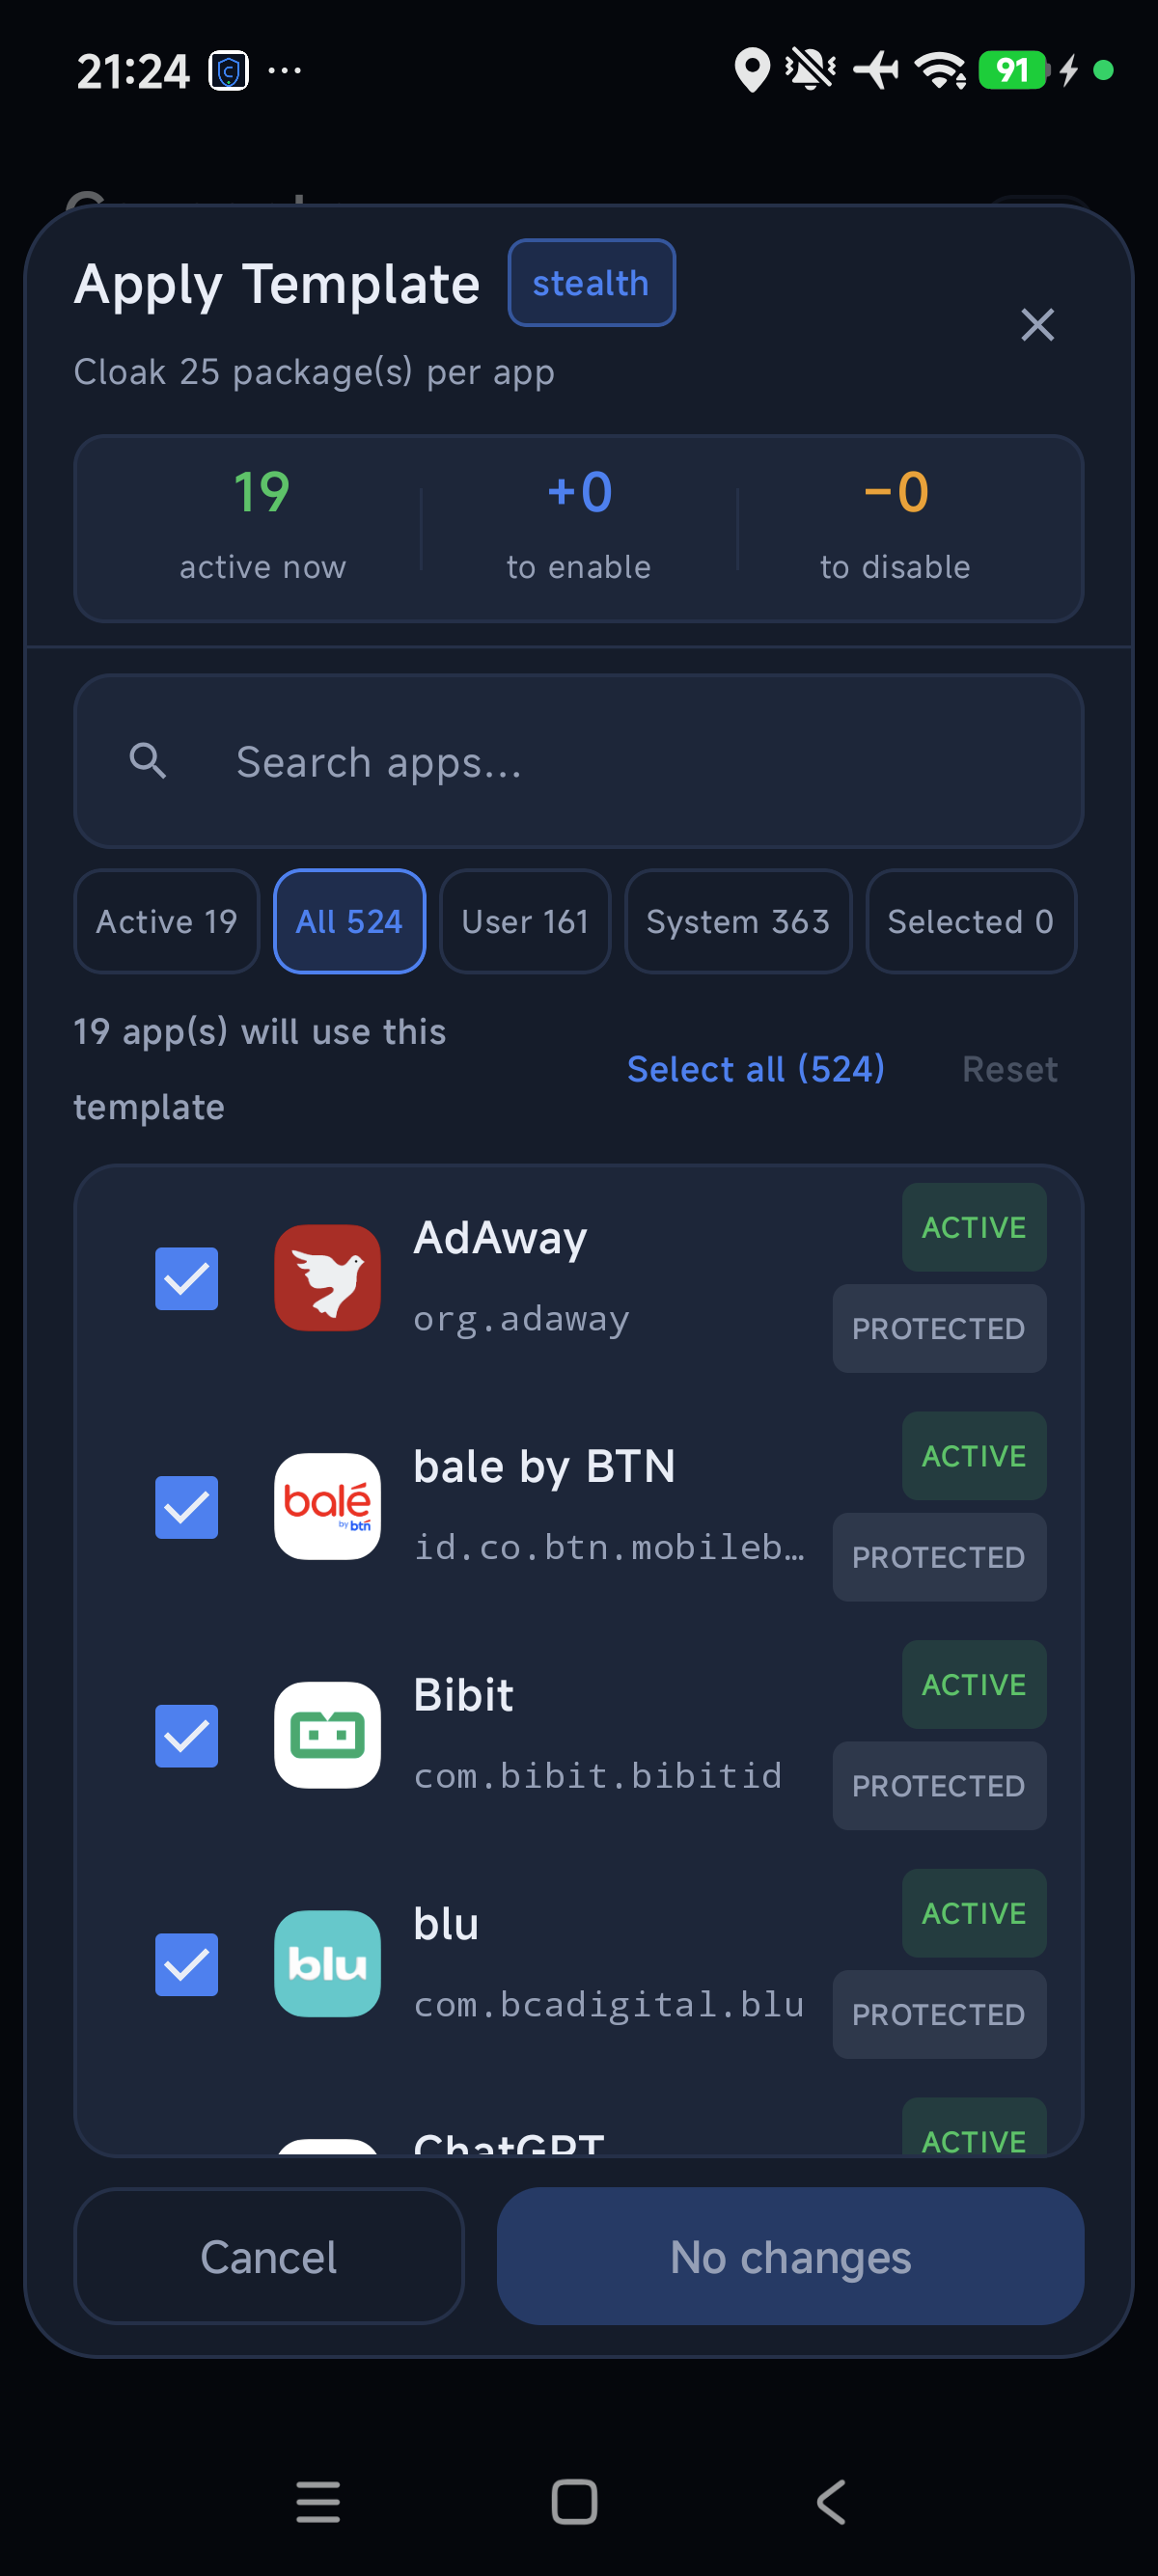 21:24
91
Apply Template
stealth
Cloak 25 package(s) per app
19
+0
−0
active now
to enable
to disable
Search apps...
Active 19
All 524
User 161
System 363
Selected 0
19 app(s) will use this
template
Select all (524)
Reset
AdAway
org.adaway
ACTIVE
PROTECTED
balé
by btn
bale by BTN
id.co.btn.mobileb…
ACTIVE
PROTECTED
Bibit
com.bibit.bibitid
ACTIVE
PROTECTED
blu
blu
com.bcadigital.blu
ACTIVE
PROTECTED
ChatGPT
ACTIVE
Cancel
No changes